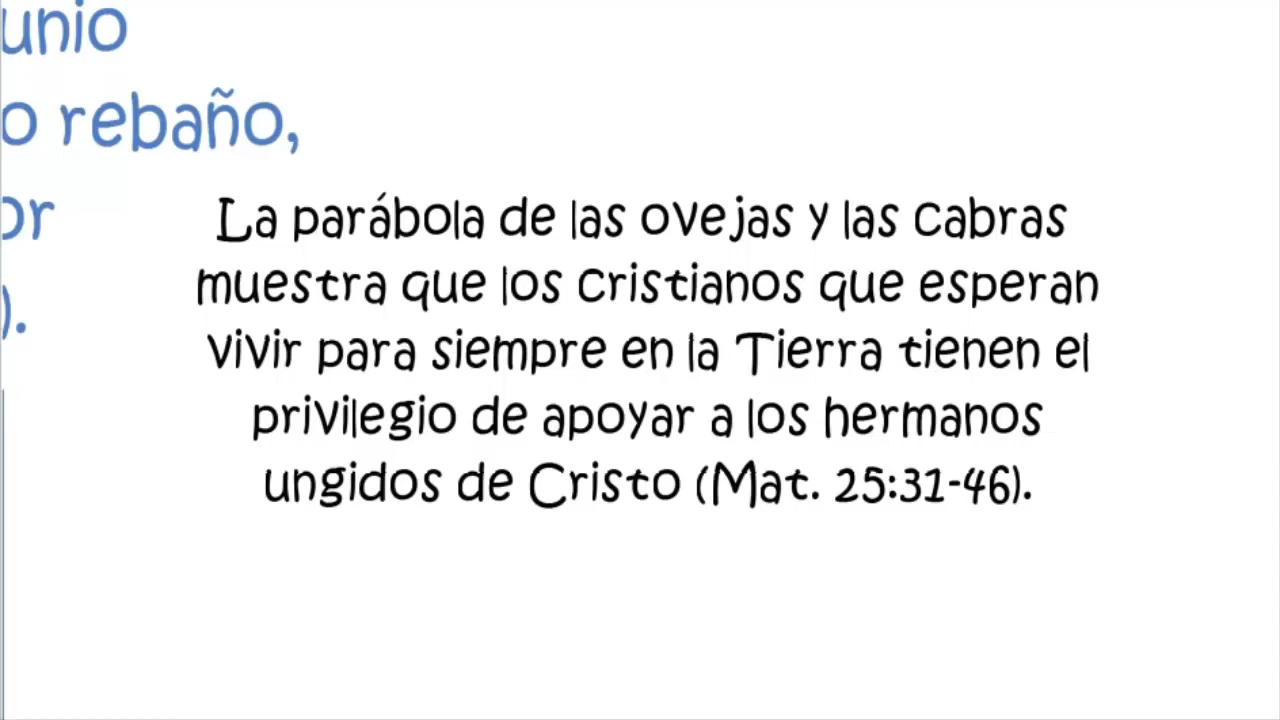 unio
o rebaño,
or
).
La parábola de las ovejas y las cabras
muestra que los cristianos que esperan
vivir para siempre en la Tierra tienen el
privilegio de apoyar a los hermanos
ungidos de Cristo (Mat. 25:31-46).